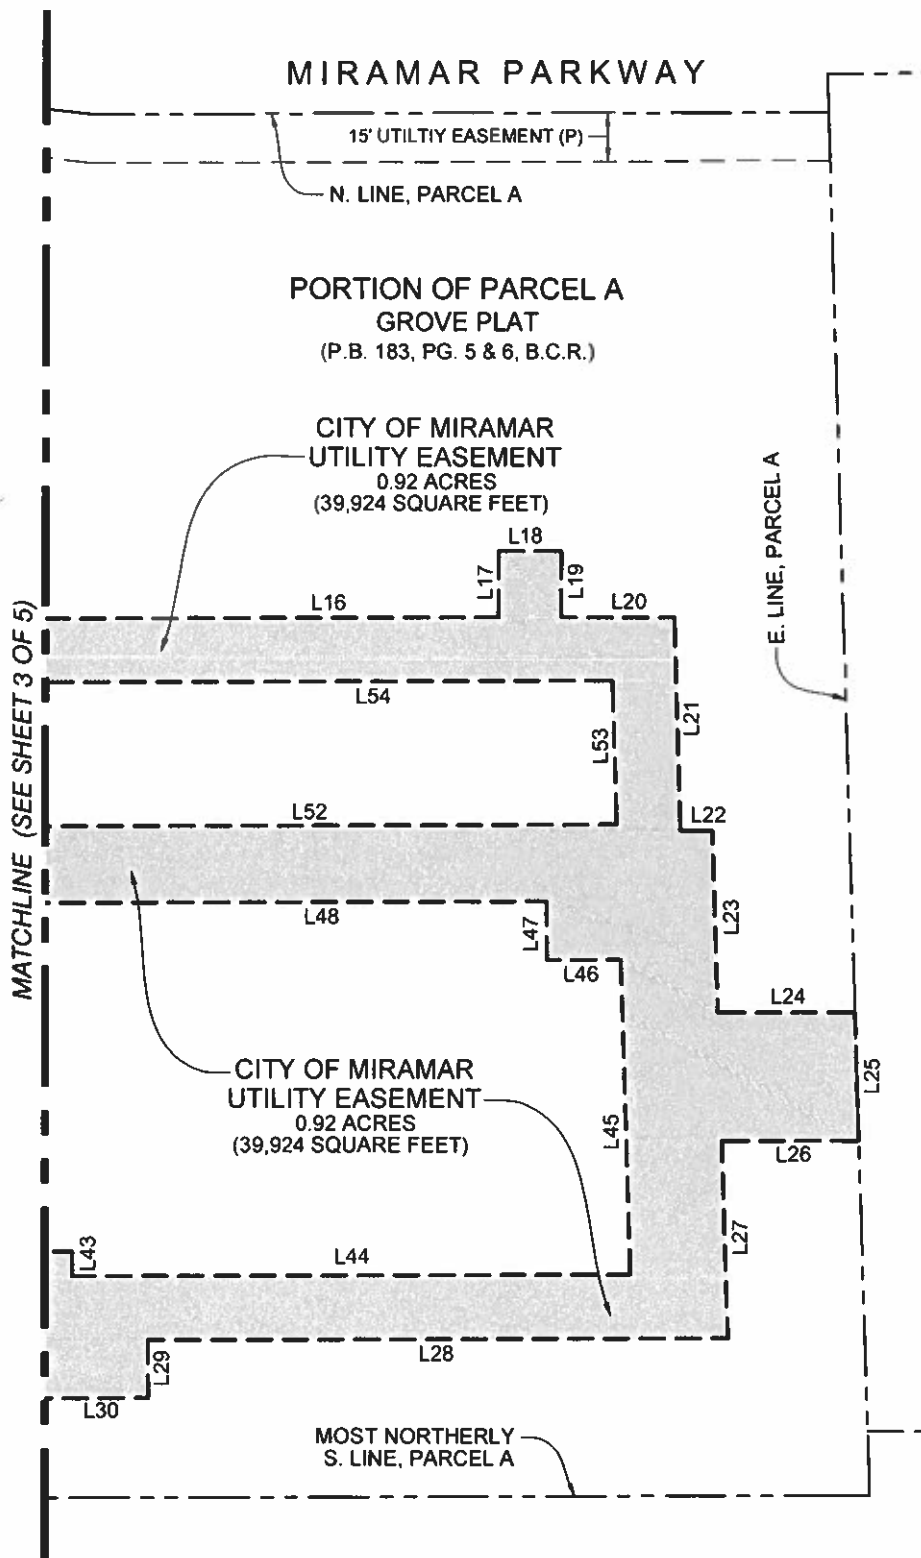 MIRAMAR PARKWAY
15' UTILTIY EASEMENT (P)
N. LINE, PARCEL A
PORTION OF PARCEL A
GROVE PLAT
(P.B. 183, PG. 5 & 6, B.C.R.)
CITY OF MIRAMAR
UTILITY EASEMENT
0.92 ACRES
(39,924 SQUARE FEET)
E. LINE, PARCEL A
MATCHLINE (SEE SHEET 3 OF 5)
L18
L17
L19
L16
L20
L54
L53
L21
L52
L22
L48
L47
L46
L23
L24
L25
CITY OF MIRAMAR
UTILITY EASEMENT
0.92 ACRES
(39,924 SQUARE FEET)
L45
L26
L27
L43
L44
L28
L29
L30
MOST NORTHERLY
S. LINE, PARCEL A